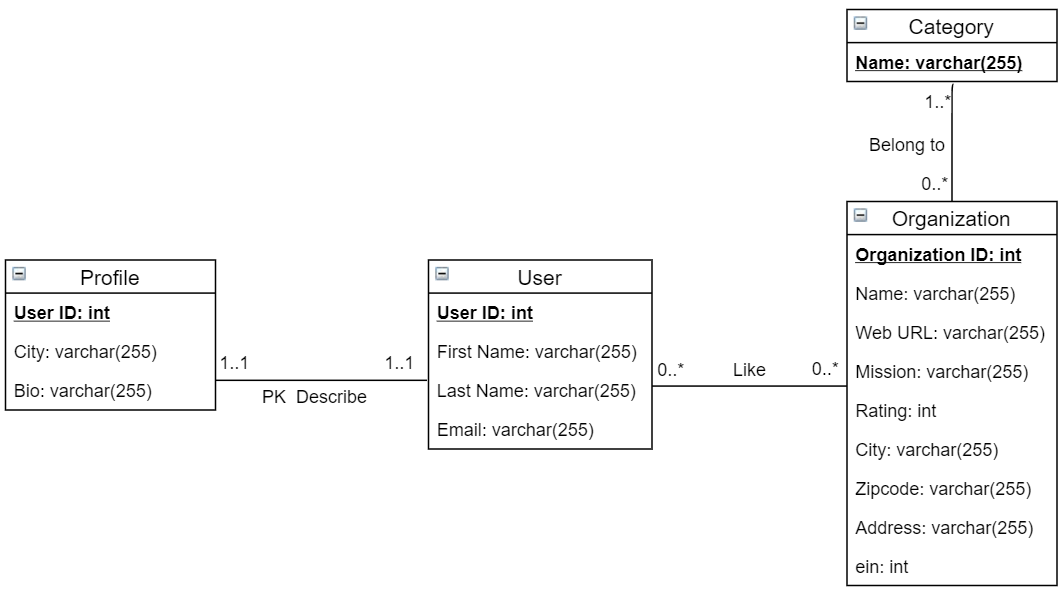 Category
Name: varchar(255)
1..*
Belong to
0..*
Organization
Organization ID: int
Name: varchar(255)
Web URL: varchar(255)
Mission: varchar(255)
Rating: int
City: varchar(255)
Zipcode: varchar(255)
Address: varchar(255)
ein: int
Profile
User ID: int
City: varchar(255)
Bio: varchar(255)
1..1
1..1
PK Describe
User
User ID: int
First Name: varchar(255)
Last Name: varchar(255)
Email: varchar(255)
0..*
Like
0..*